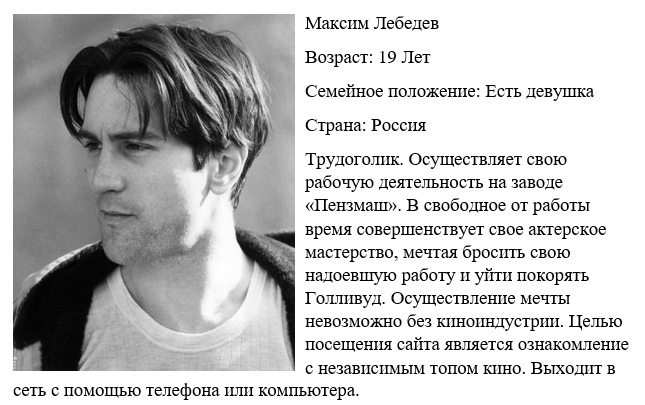 Максим Лебедев
Возраст: 19 Лет
Семейное положение: Есть девушка
Страна: Россия
Трудоголик. Осуществляет свою
рабочую деятельность на заводе
«Пензмаш». В свободное от работы
время совершенствует свое актерское
мастерство, мечтая бросить свою
надоевшую работу и уйти покорять
Голливуд. Осуществление мечты
невозможно без киноиндустрии. Целью
посещения сайта является ознакомление
с независимым топом кино. Выходит в
сеть с помощью телефона или компьютера.